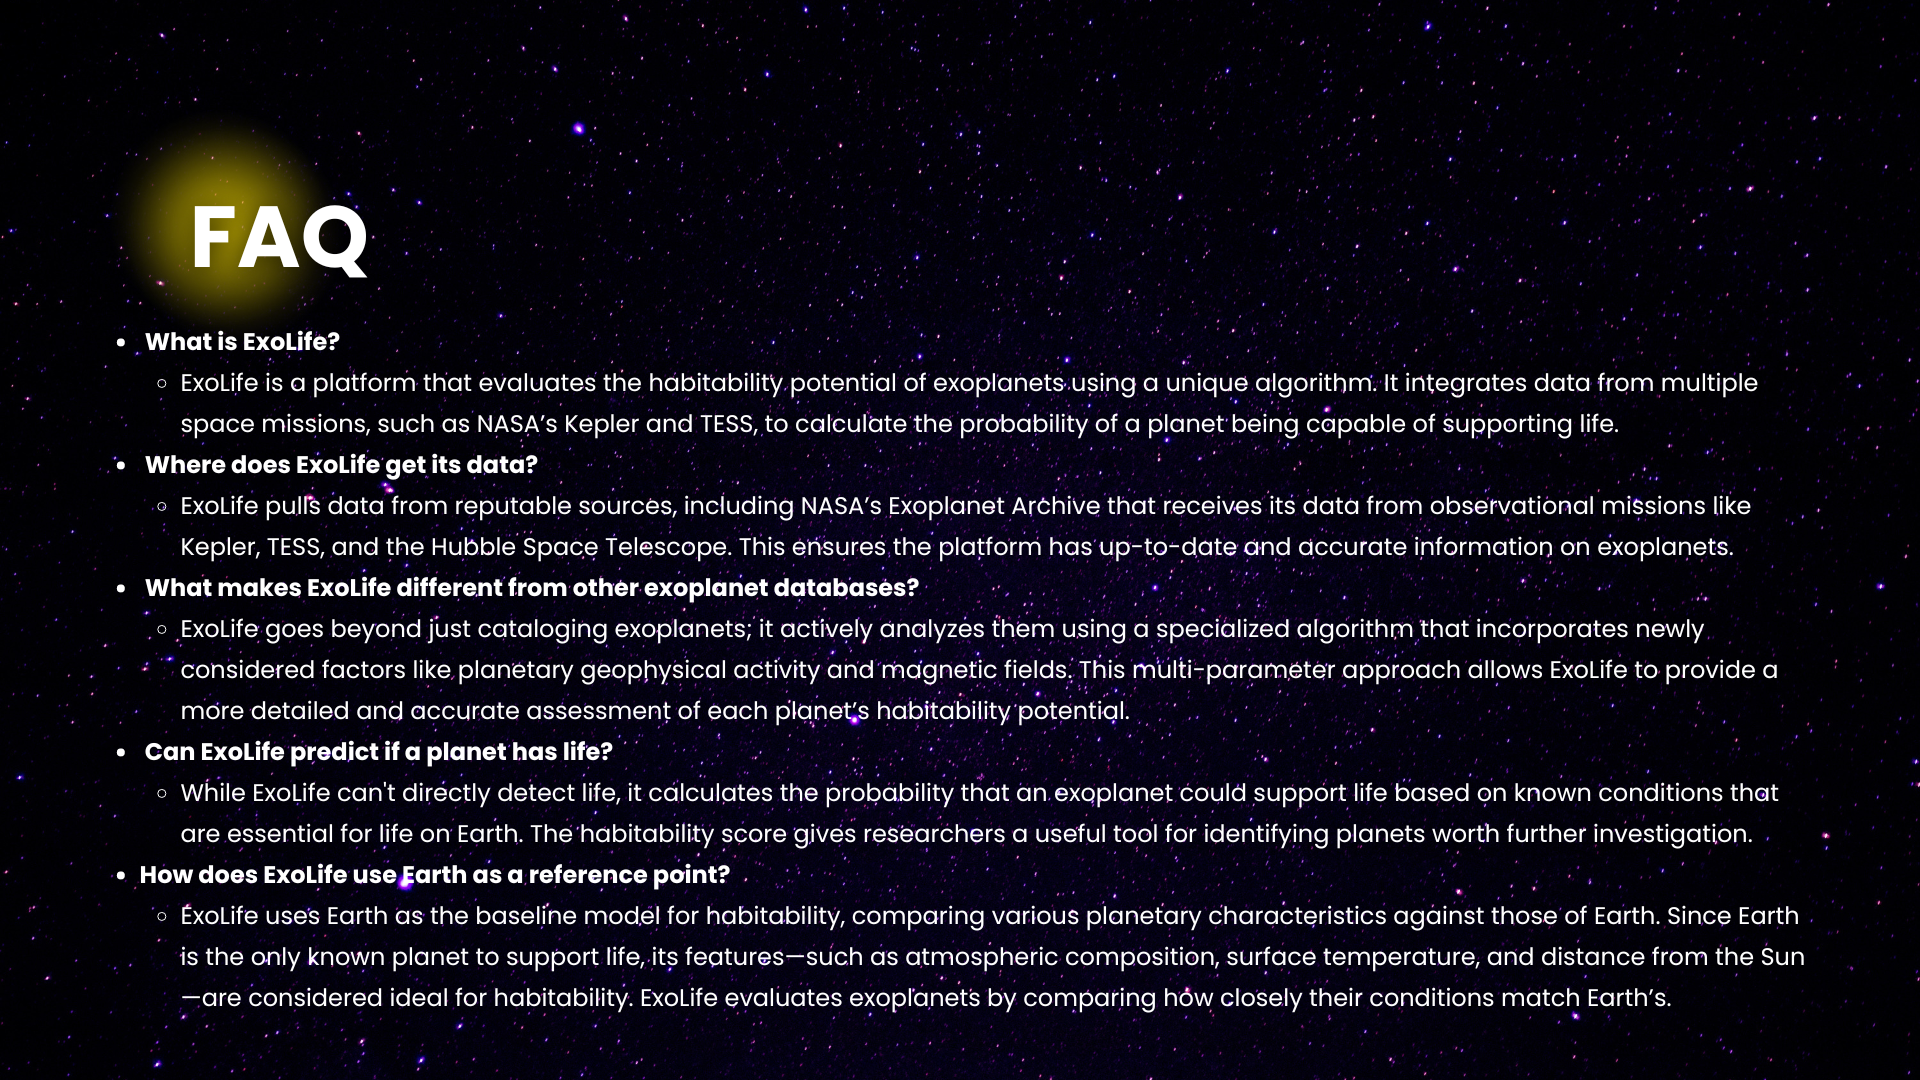 FAQ
• What is ExoLife?
◦ ExoLife is a platform that evaluates the habitability potential of exoplanets using a unique algorithm. It integrates data from multiple
space missions, such as NASA’s Kepler and TESS, to calculate the probability of a planet being capable of supporting life.
• Where does ExoLife get its data?
◦ ExoLife pulls data from reputable sources, including NASA’s Exoplanet Archive that receives its data from observational missions like
Kepler, TESS, and the Hubble Space Telescope. This ensures the platform has up-to-date and accurate information on exoplanets.
• What makes ExoLife different from other exoplanet databases?
◦ ExoLife goes beyond just cataloging exoplanets; it actively analyzes them using a specialized algorithm that incorporates newly
considered factors like planetary geophysical activity and magnetic fields. This multi-parameter approach allows ExoLife to provide a
more detailed and accurate assessment of each planet’s habitability potential.
• Can ExoLife predict if a planet has life?
◦ While ExoLife can't directly detect life, it calculates the probability that an exoplanet could support life based on known conditions that
are essential for life on Earth. The habitability score gives researchers a useful tool for identifying planets worth further investigation.
• How does ExoLife use Earth as a reference point?
◦ ExoLife uses Earth as the baseline model for habitability, comparing various planetary characteristics against those of Earth. Since Earth
is the only known planet to support life, its features—such as atmospheric composition, surface temperature, and distance from the Sun
—are considered ideal for habitability. ExoLife evaluates exoplanets by comparing how closely their conditions match Earth’s.